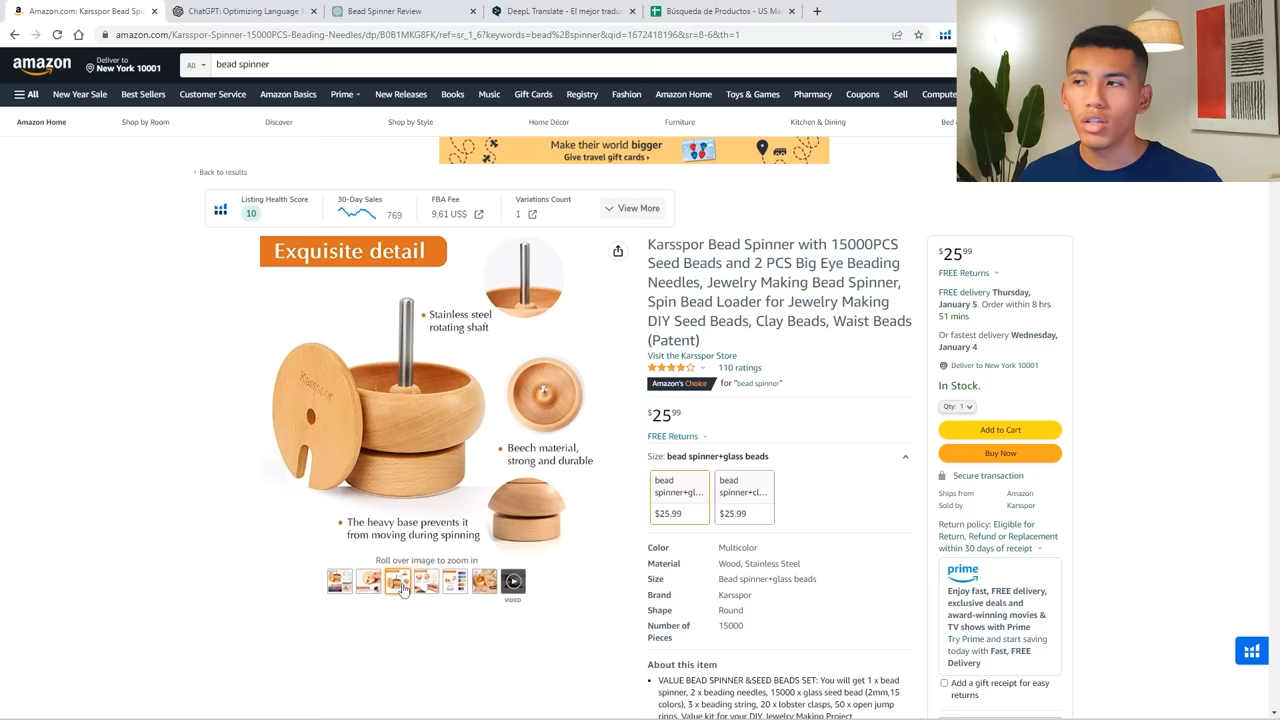 Amazon.com: Karsspor Bead Spi
ChatGPT: Optimizing Language
Bead Spinner Review
DeepL Translate - El mejor tradu
Búsqueda de Productos - US Ma
amazon.com/Karsspor-Spinner-15000PCS-Beading-Needles/dp/B0B1MKG8FK/ref=sr_1_6?keywords=bead%2Bspinner&qid=1672418196&sr=8-6&th=1
amazon
Deliver to
New York 10001
All
bead spinner
All
New Year Sale
Best Sellers
Customer Service
Amazon Basics
Prime
New Releases
Books
Music
Gift Cards
Registry
Fashion
Amazon Home
Toys & Games
Pharmacy
Coupons
Sell
Compute
Amazon Home
Shop by Room
Discover
Shop by Style
Home Décor
Furniture
Kitchen & Dining
Bed
Make their world bigger
Give travel gift cards ›
‹ Back to results
Listing Health Score
10
30-Day Sales
769
FBA Fee
9,61 US$
Variations Count
1
View More
Exquisite detail
• Stainless steel
rotating shaft
Karsspor
• Beech material,
strong and durable
• The heavy base prevents it
from moving during spinning
Roll over image to zoom in
VIDEO
Karsspor Bead Spinner with 15000PCS
Seed Beads and 2 PCS Big Eye Beading
Needles, Jewelry Making Bead Spinner,
Spin Bead Loader for Jewelry Making
DIY Seed Beads, Clay Beads, Waist Beads
(Patent)
Visit the Karsspor Store
110 ratings
Amazon's Choice
for "bead spinner"
$2599
FREE Returns
Size: bead spinner+glass beads
bead
spinner+gl...
$25.99
bead
spinner+cl...
$25.99
Color Multicolor
Material Wood, Stainless Steel
Size Bead spinner+glass beads
Brand Karsspor
Shape Round
Number of 15000
Pieces
About this item
• VALUE BEAD SPINNER &SEED BEADS SET: You will get 1 x bead
spinner, 2 x beading needles, 15000 x glass seed bead (2mm,15
colors), 3 x beading string, 20 x lobster clasps, 50 x open jump
rings. Value kit for your DIY Jewelry Making Project
$2599
FREE Returns
FREE delivery Thursday,
January 5. Order within 8 hrs
51 mins
Or fastest delivery Wednesday,
January 4
Deliver to New York 10001
In Stock.
Qty: 1
Add to Cart
Buy Now
Secure transaction
Ships from Amazon
Sold by Karsspor
Return policy: Eligible for
Return, Refund or Replacement
within 30 days of receipt
prime
Enjoy fast, FREE delivery,
exclusive deals and
award-winning movies &
TV shows with Prime
Try Prime and start saving
today with Fast, FREE
Delivery
Add a gift receipt for easy
returns